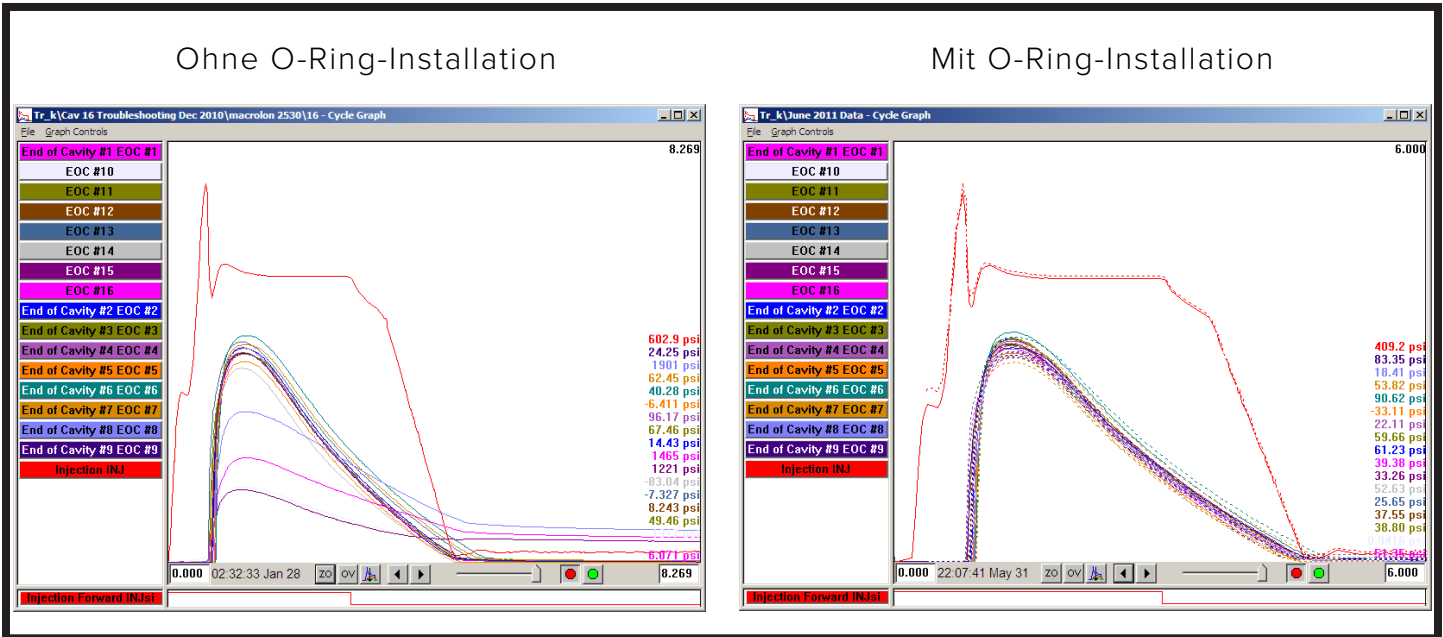 Ohne O-Ring-Installation
Tr_k\Cav 16 Troubleshooting Dec 2010\macrolon 2530\16 - Cycle Graph
File Graph Controls
End of Cavity #1 EOC #1
EOC #10
EOC #11
EOC #12
EOC #13
EOC #14
EOC #15
EOC #16
End of Cavity #2 EOC #2
End of Cavity #3 EOC #3
End of Cavity #4 EOC #4
End of Cavity #5 EOC #5
End of Cavity #6 EOC #6
End of Cavity #7 EOC #7
End of Cavity #8 EOC #8
End of Cavity #9 EOC #9
Injection INJ
8.269
602.9 psi
24.25 psi
1901 psi
62.45 psi
40.28 psi
-6.411 psi
96.17 psi
67.46 psi
14.43 psi
1465 psi
1221 psi
-83.04 psi
-7.327 psi
8.243 psi
49.46 psi
6.071 psi
0.000 02:32:33 Jan 28 ZO OV 8.269
Injection Forward INJsi
Mit O-Ring-Installation
Tr_k\June 2011 Data - Cycle Graph
File Graph Controls
End of Cavity #1 EOC #1
EOC #10
EOC #11
EOC #12
EOC #13
EOC #14
EOC #15
EOC #16
End of Cavity #2 EOC #2
End of Cavity #3 EOC #3
End of Cavity #4 EOC #4
End of Cavity #5 EOC #5
End of Cavity #6 EOC #6
End of Cavity #7 EOC #7
End of Cavity #8 EOC #8
End of Cavity #9 EOC #9
Injection INJ
6.000
409.2 psi
83.35 psi
18.41 psi
53.82 psi
90.62 psi
-33.11 psi
22.11 psi
59.66 psi
61.23 psi
39.38 psi
33.26 psi
52.63 psi
25.65 psi
37.55 psi
38.80 psi
0.9416 psi
51.35 psi
0.000 22:07:41 May 31 ZO OV 6.000
Injection Forward INJsi